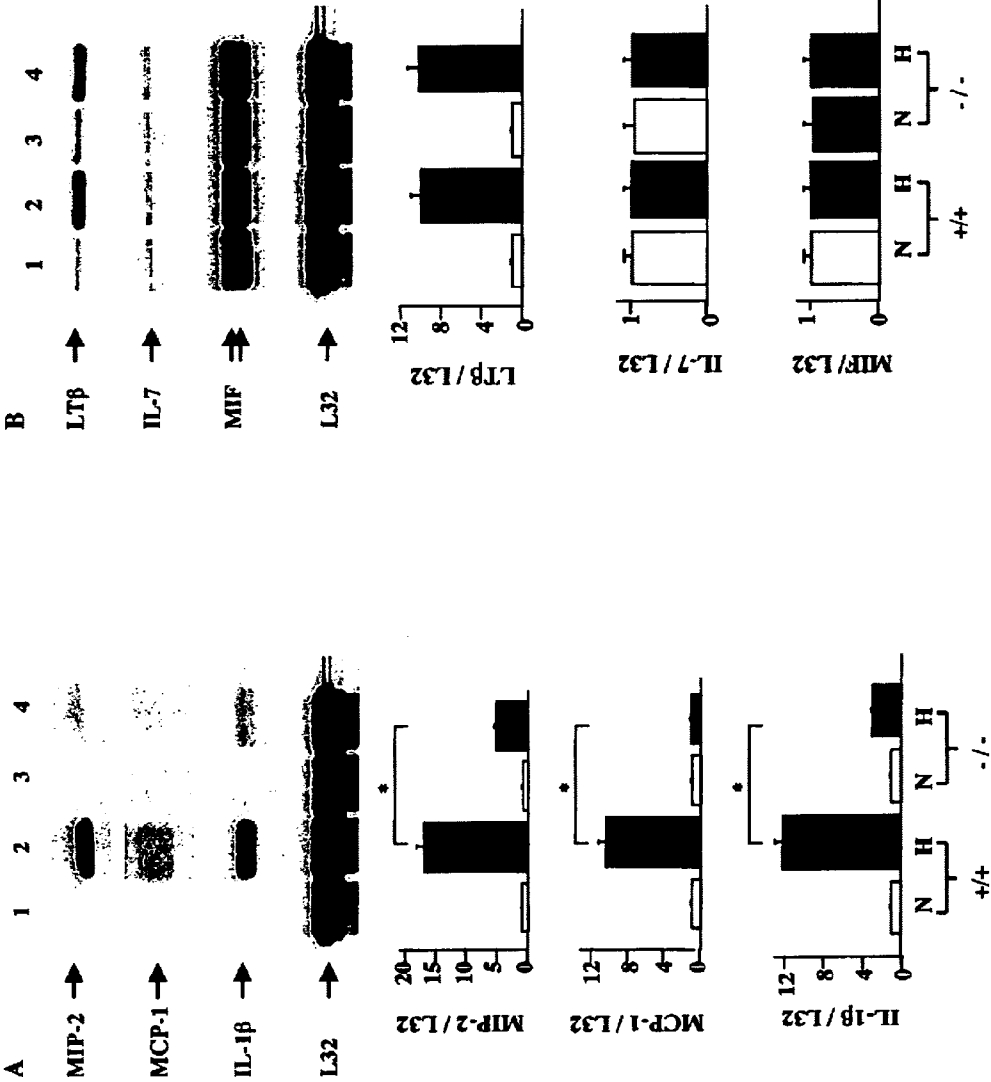 A
1 2 3 4
MIP-2
MCP-1
IL-1β
L32
MIP-2 / L32
20
15
10
5
0
*
MCP-1 / L32
12
8
4
0
*
IL-1β / L32
12
8
4
0
*
N H N H
+/+ -/-
B
1 2 3 4
LTβ
IL-7
MIF
L32
LTβ / L32
12
8
4
0
IL-7 / L32
1
0
MIF/ L32
1
0
N H N H
+/+ -/-